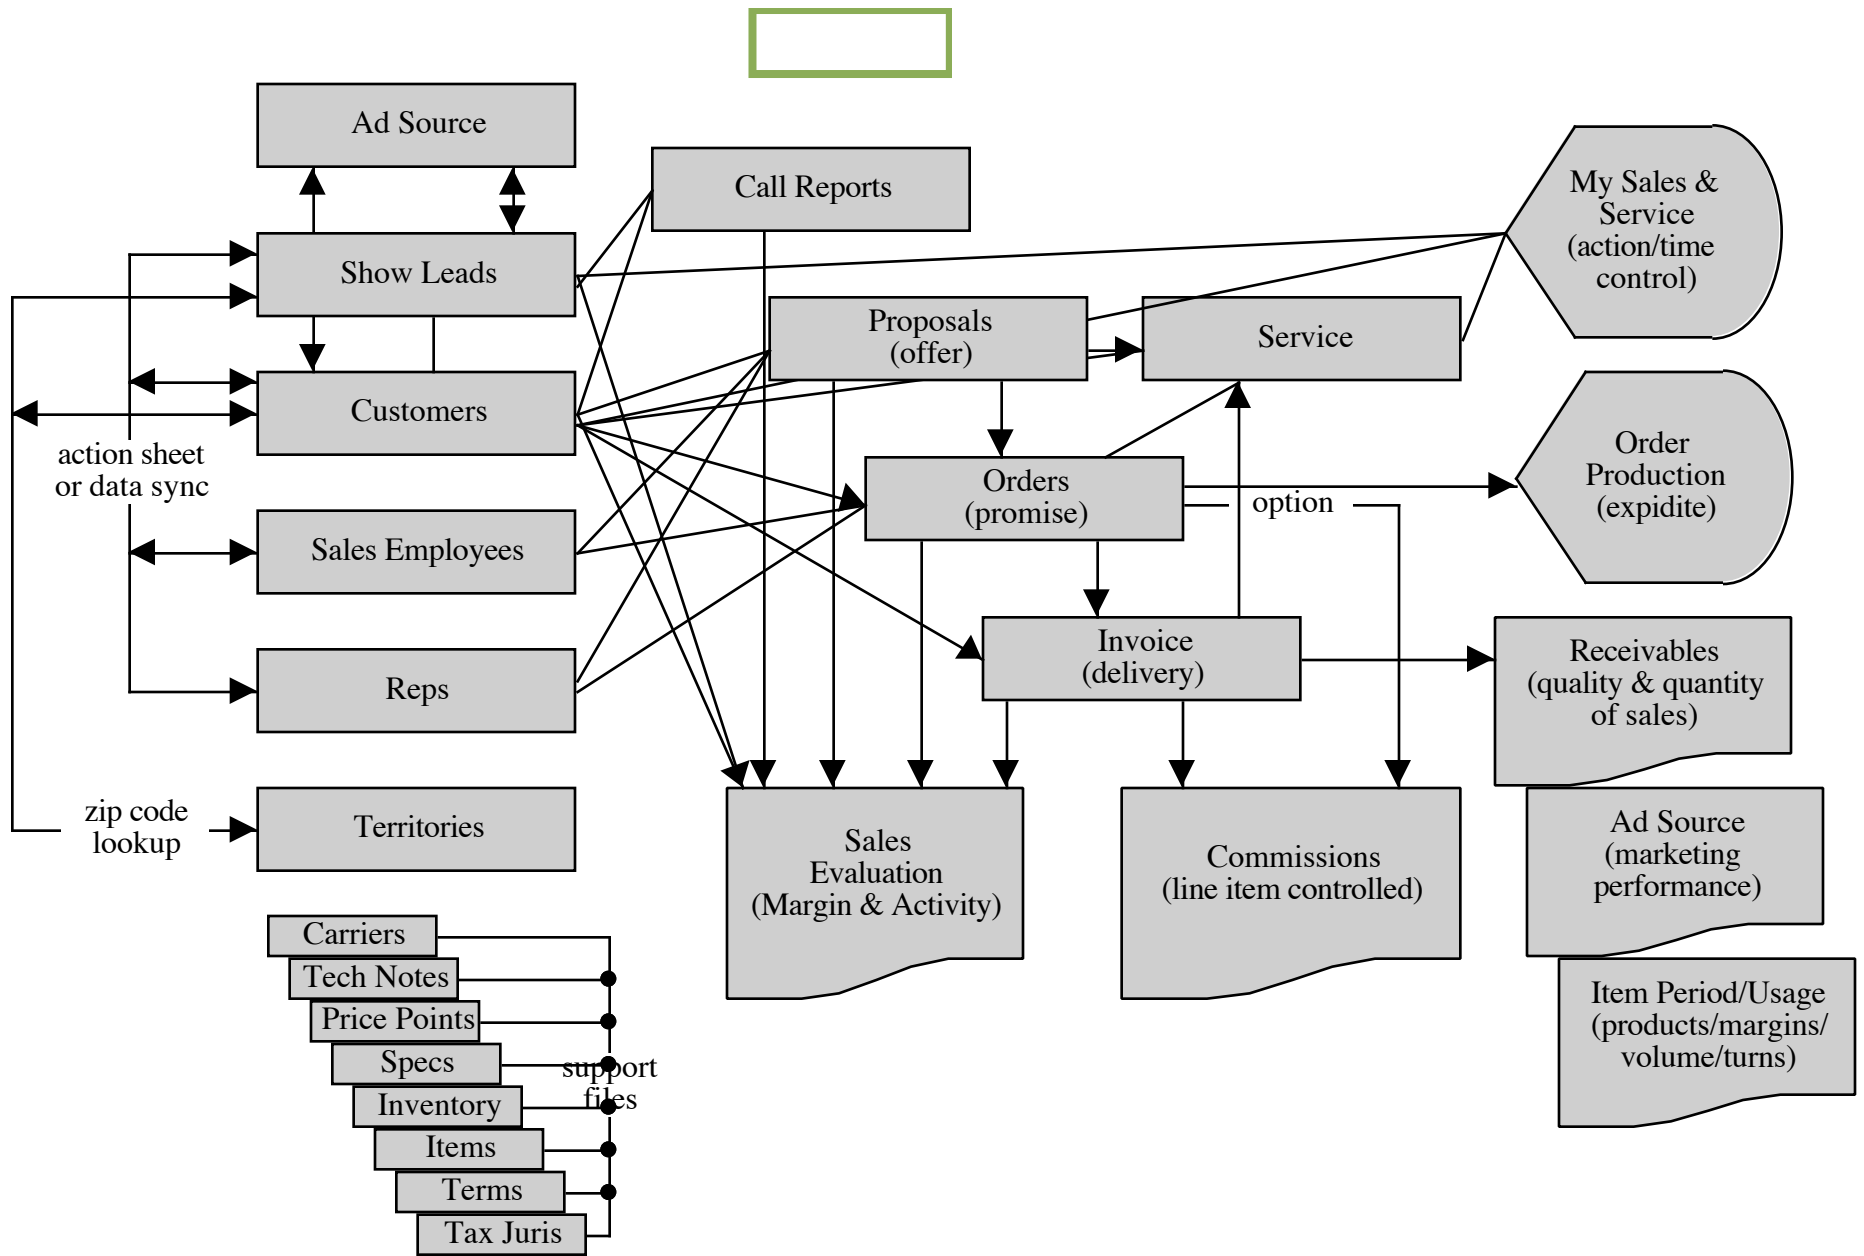 Ad Source
Call Reports
My Sales &
Service
(action/time
control)
Show Leads
Proposals
(offer)
Service
Customers
action sheet
or data sync
Orders
(promise)
option
Order
Production
(expidite)
Sales Employees
Invoice
(delivery)
Receivables
(quality & quantity
of sales)
Reps
zip code
lookup
Territories
Sales
Evaluation
(Margin & Activity)
Commissions
(line item controlled)
Ad Source
(marketing
performance)
Item Period/Usage
(products/margins/
volume/turns)
Carriers
Tech Notes
Price Points
Specs
support
files
Inventory
Items
Terms
Tax Juris